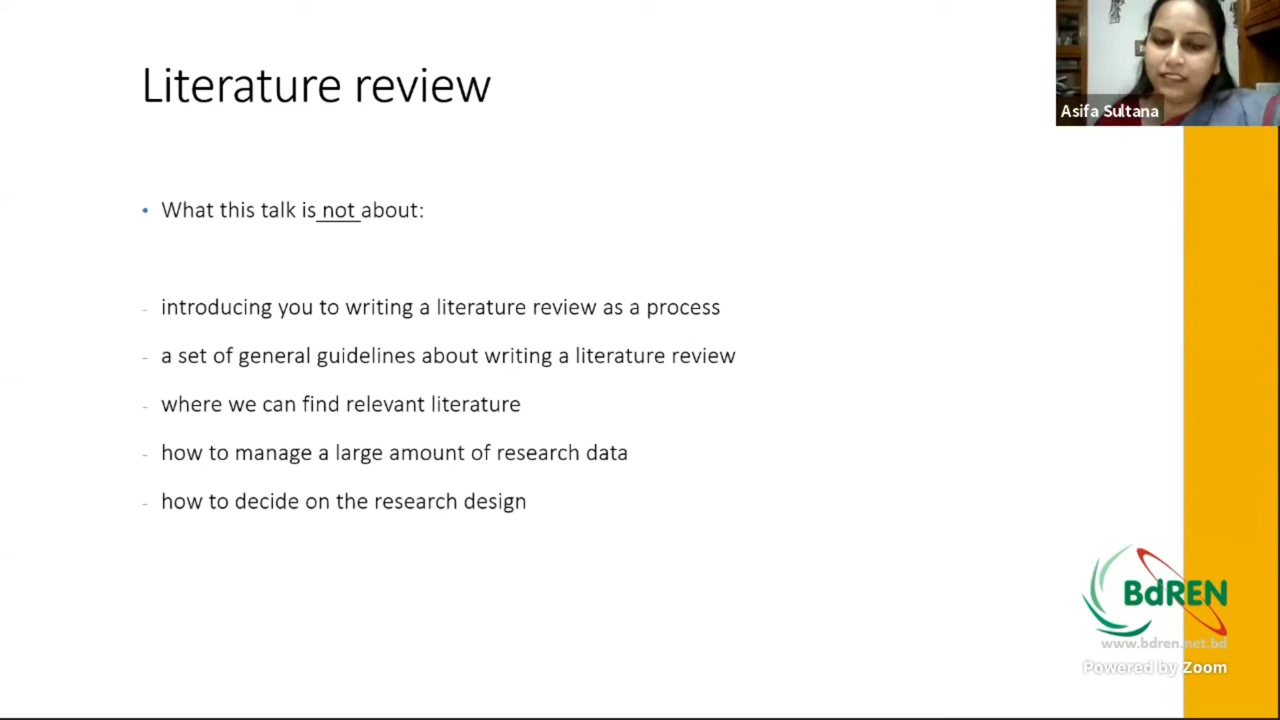 Literature review
Asifa Sultana
• What this talk is not about:
- introducing you to writing a literature review as a process
- a set of general guidelines about writing a literature review
- where we can find relevant literature
- how to manage a large amount of research data
- how to decide on the research design
BdREN
www.bdren.net.bd
Powered by Zoom